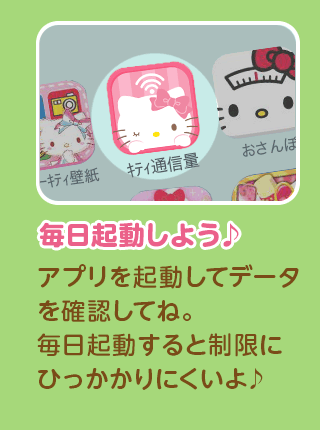 ーキティ壁紙
キティ通信量
おさんぽ
毎日起動しよう♪
アプリを起動してデータ
を確認してね。
毎日起動すると制限に
ひっかかりにくいよ♪